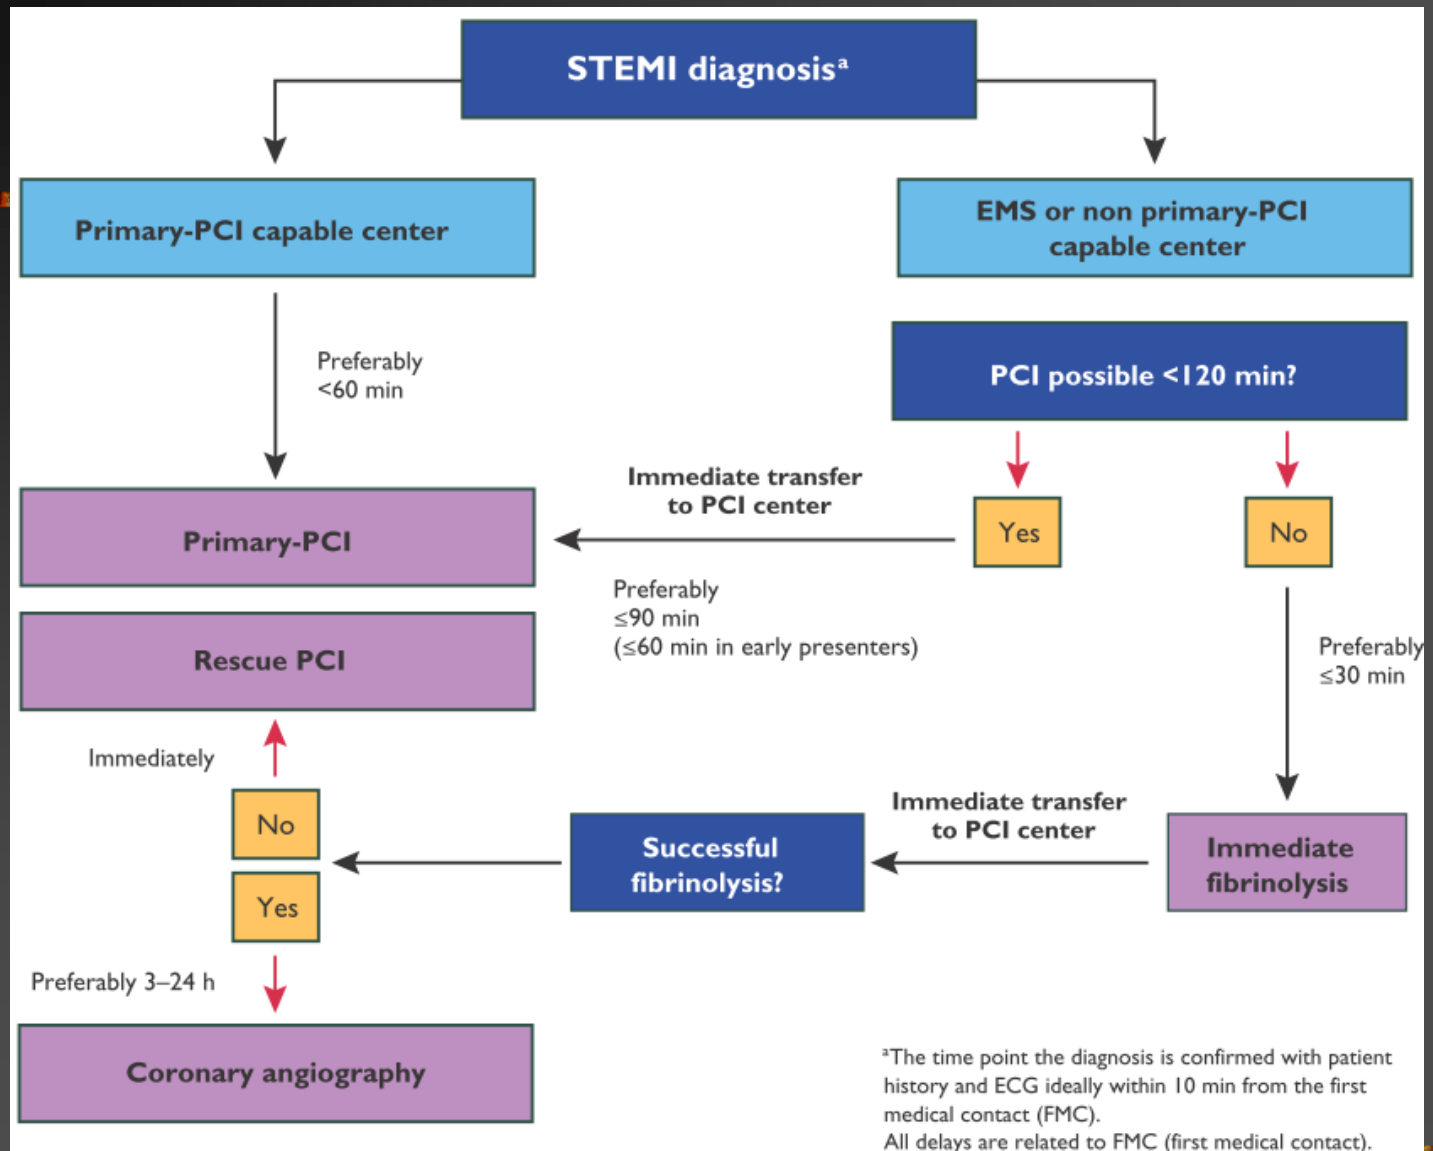 STEMI diagnosisᵃ
Primary-PCI capable center
EMS or non primary-PCI
capable center
Preferably
<60 min
PCI possible <120 min?
Immediate transfer
to PCI center
Yes
No
Primary-PCI
Preferably
≤90 min
(≤60 min in early presenters)
Preferably
≤30 min
Rescue PCI
Immediately
No
Yes
Successful
fibrinolysis?
Immediate transfer
to PCI center
Immediate
fibrinolysis
Preferably 3–24 h
Coronary angiography
ᵃThe time point the diagnosis is confirmed with patient
history and ECG ideally within 10 min from the first
medical contact (FMC).
All delays are related to FMC (first medical contact).